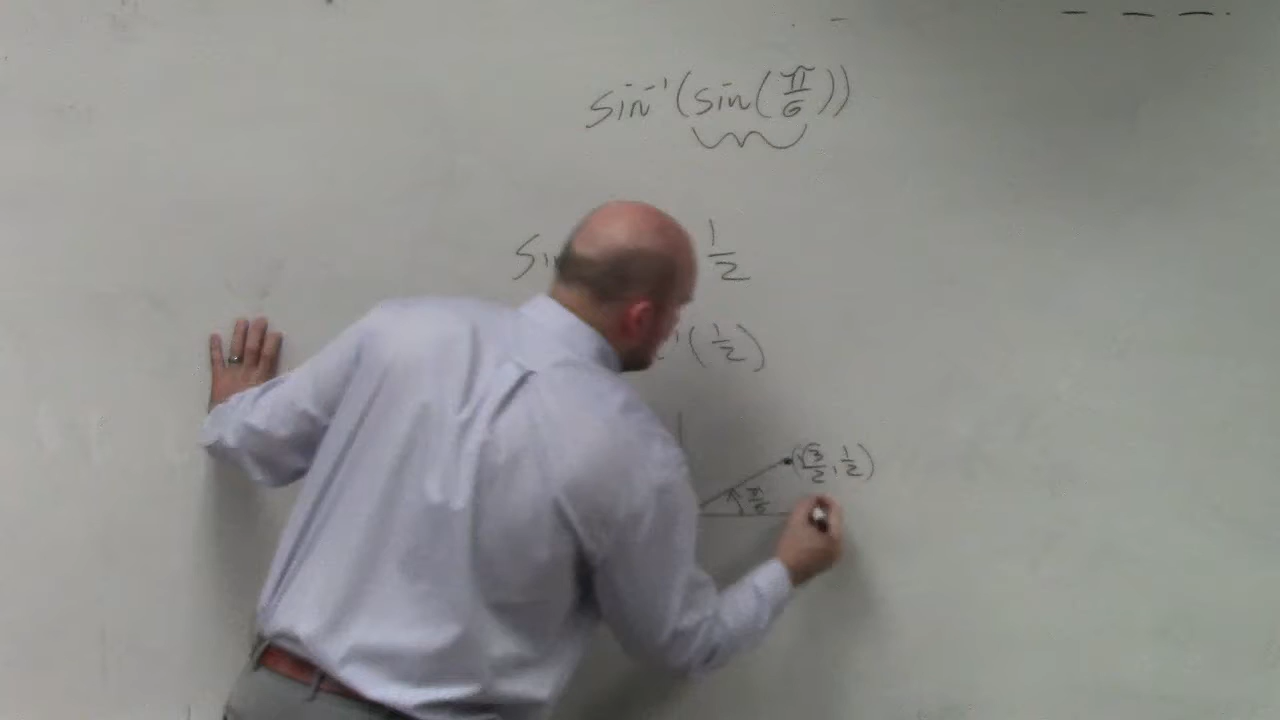 sin⁻¹(sin(π/6))
1/2
(1/2)
(√3/2, 1/2)
π/6